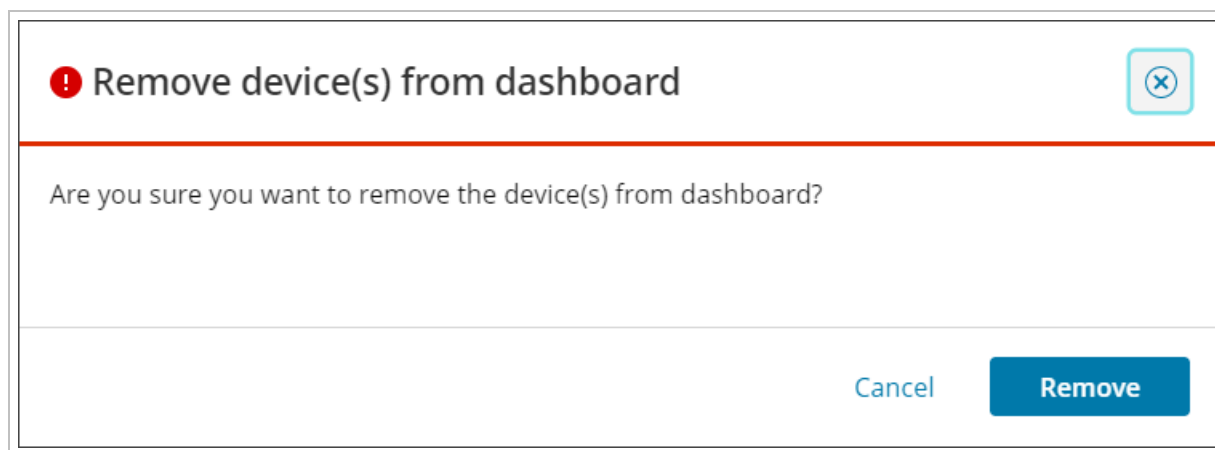 Remove device(s) from dashboard
Are you sure you want to remove the device(s) from dashboard?
Cancel
Remove